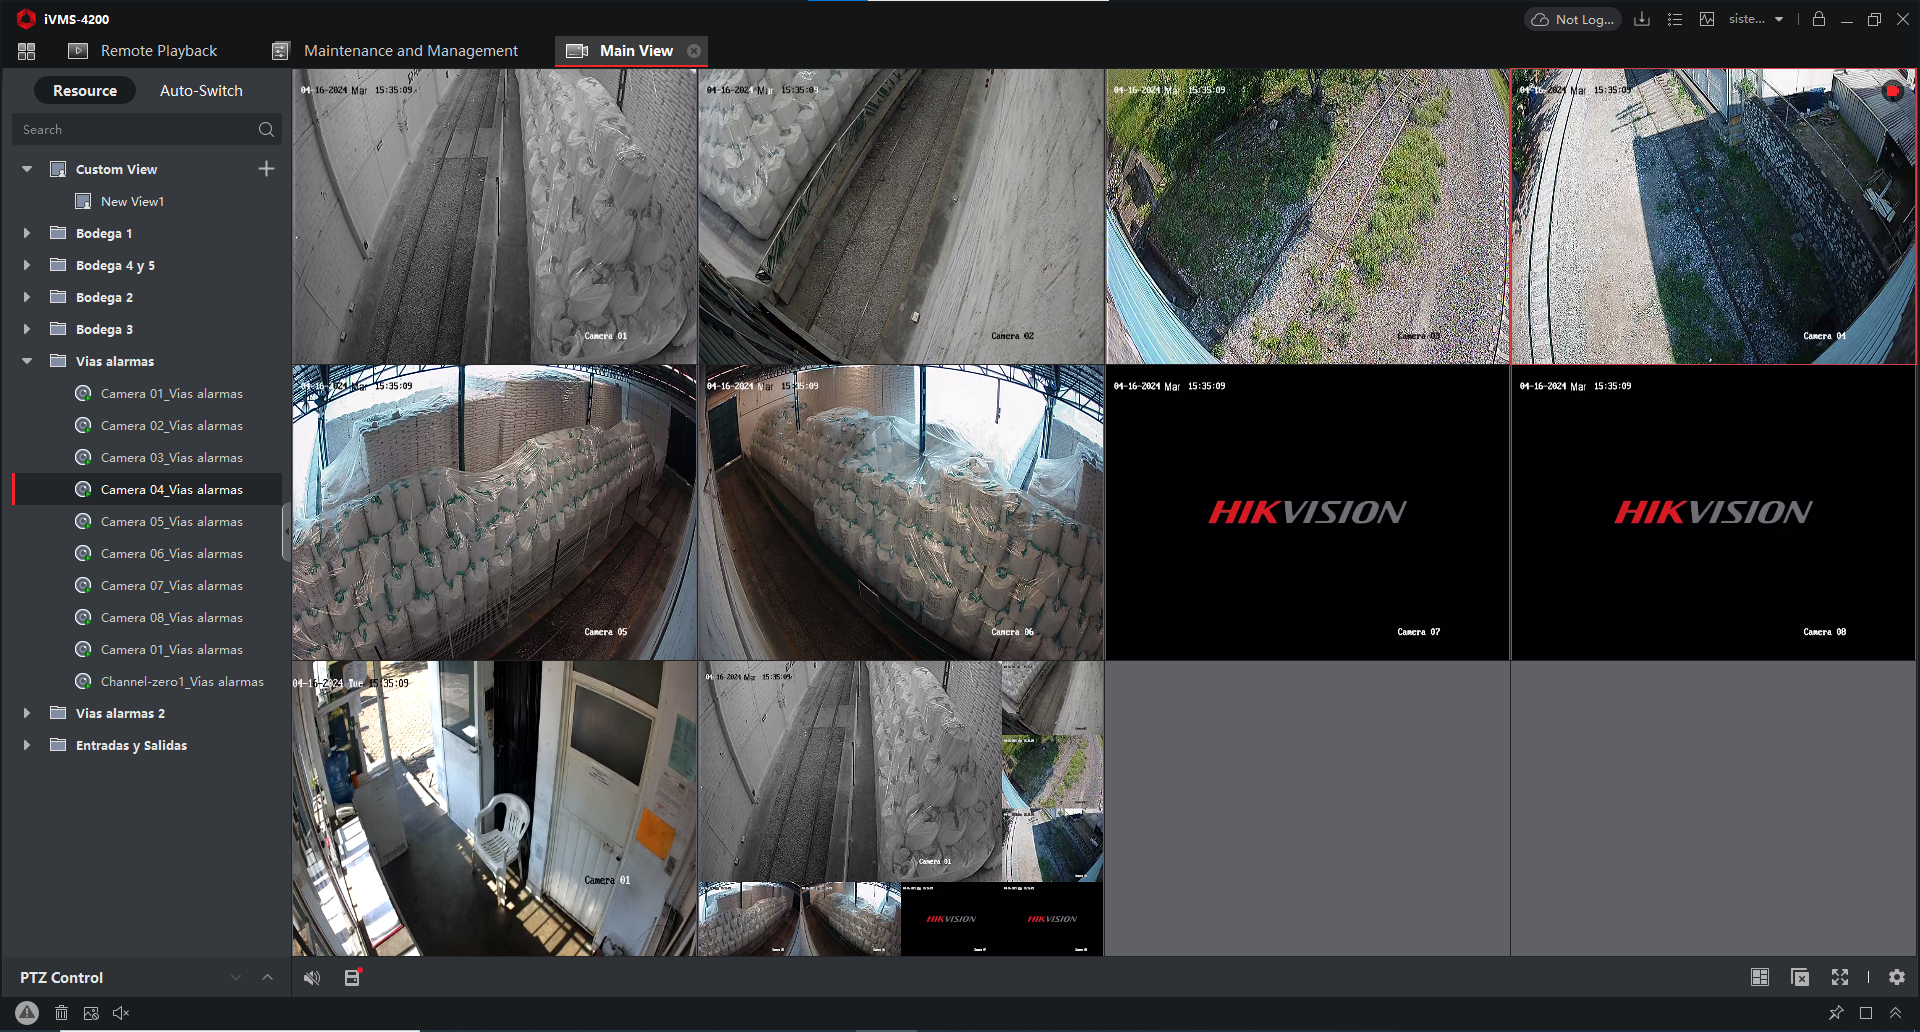 iVMS-4200
Not Log...
siste...
Remote Playback
Maintenance and Management
Main View
Resource
Auto-Switch
Search
Custom View
New View1
Bodega 1
Bodega 4 y 5
Bodega 2
Bodega 3
Vias alarmas
Camera 01_Vias alarmas
Camera 02_Vias alarmas
Camera 03_Vias alarmas
Camera 04_Vias alarmas
Camera 05_Vias alarmas
Camera 06_Vias alarmas
Camera 07_Vias alarmas
Camera 08_Vias alarmas
Camera 01_Vias alarmas
Channel-zero1_Vias alarmas
Vias alarmas 2
Entradas y Salidas
PTZ Control
04-16-2024 Mar 15:35:09
Camera 01
04-16-2024 Mar 15:35:09
Camera 02
04-16-2024 Mar 15:35:09
Camera 03
04-16-2024 Mar 15:35:09
Camera 04
04-16-2024 Mar 15:35:09
Camera 05
04-16-2024 Mar 15:35:09
Camera 06
04-16-2024 Mar 15:35:09
HIKVISION
Camera 07
04-16-2024 Mar 15:35:09
HIKVISION
Camera 08
04-16-2024 Tue 15:35:09
Camera 01
04-16-2024 Mar 15:35:09
Camera 01
HIKVISION
HIKVISION